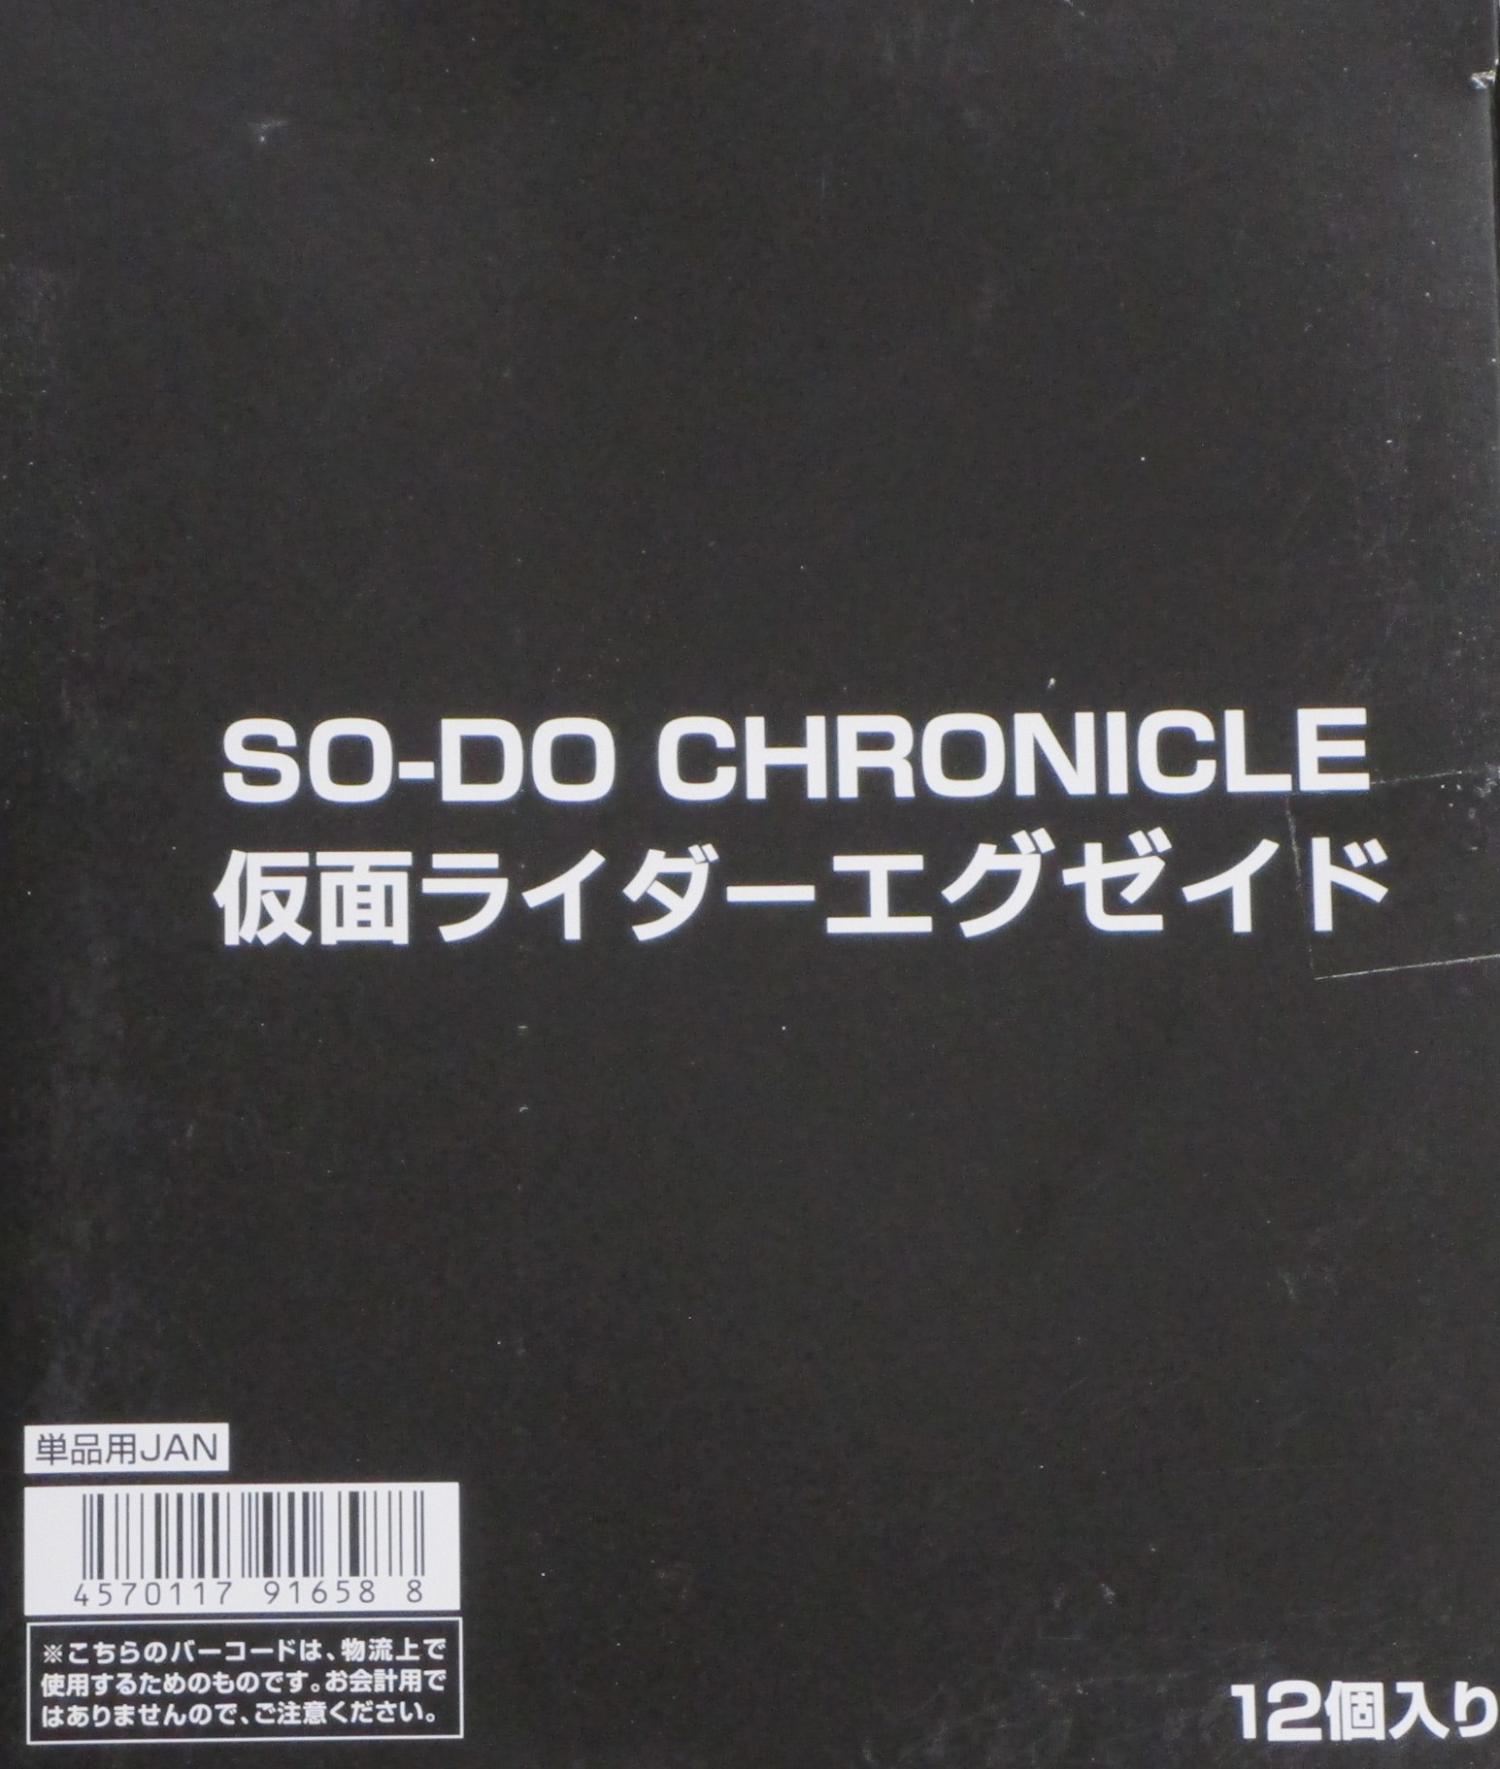 SO-DO CHRONICLE
仮面ライダーエグゼイド
単品用JAN
4570117 91658 8
※こちらのバーコードは、物流上で
使用するためのものです。お会計用で
はありませんので、ご注意ください。
12個入り